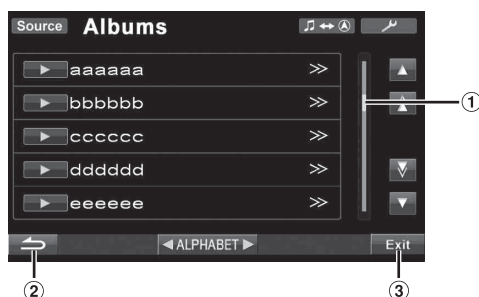 Source Albums
aaaaaa
bbbbbb
cccccc
dddddd
eeeeee
◀ ALPHABET ▶ Exit
1
2 3